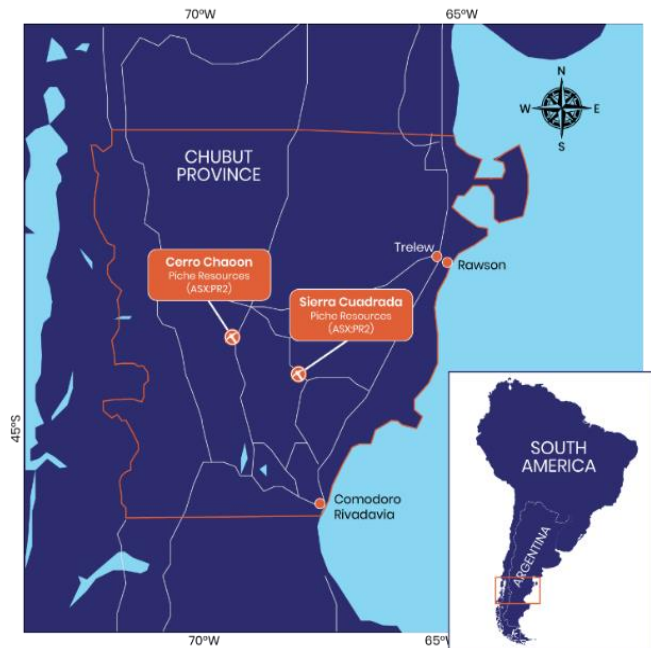 70ºW
65ºW
N
W
E
S
CHUBUT
PROVINCE
Trelew
Rawson
Cerro Chaoon
Piche Resources
(ASX:PR2)
Sierra Cuadrada
Piche Resources
(ASX:PR2)
45ºS
SOUTH
AMERICA
ARGENTINA
Comodoro
Rivadavia
70ºW
65ºW